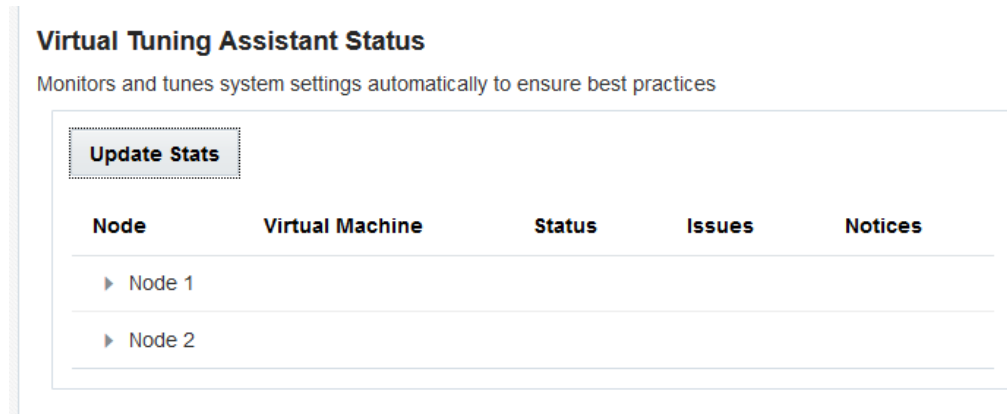 Virtual Tuning Assistant Status
Monitors and tunes system settings automatically to ensure best practices
Update Stats
Node Virtual Machine Status Issues Notices
Node 1
Node 2